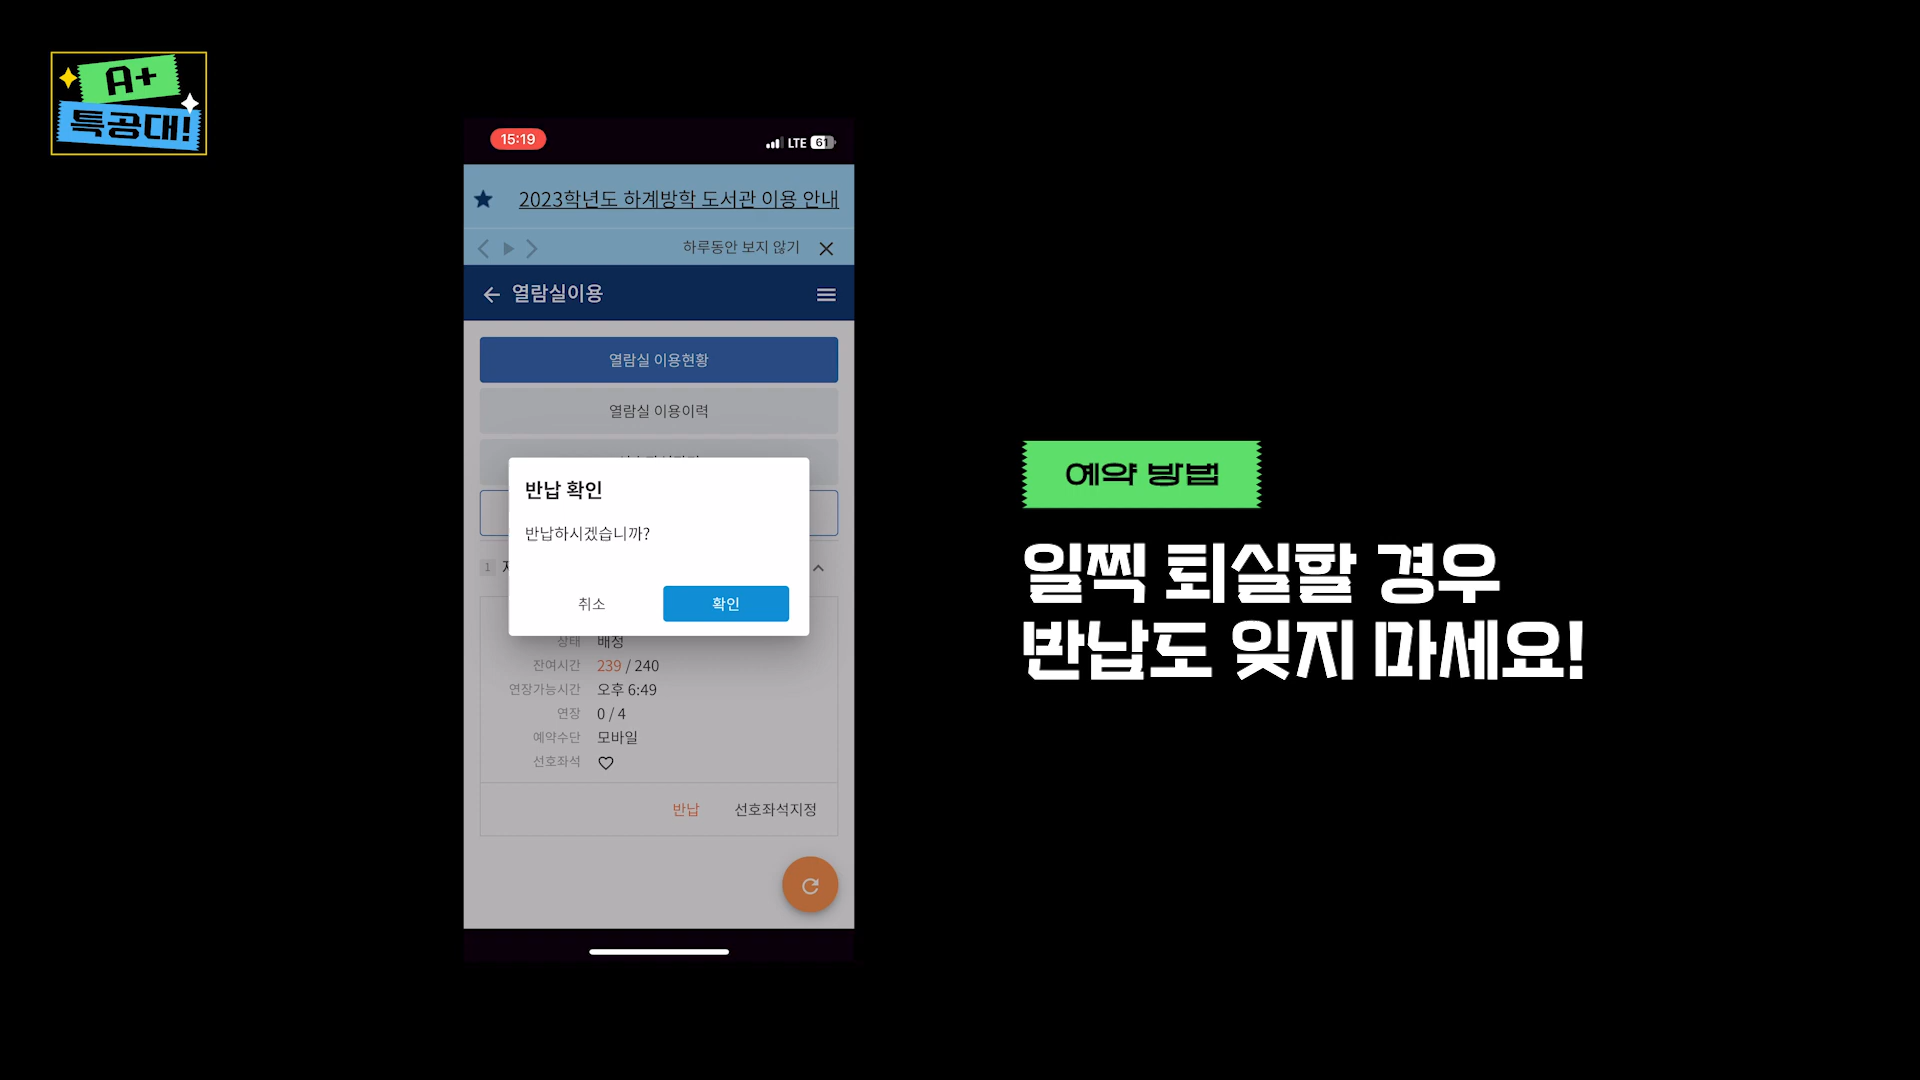 A+
특공대!
15:19
LTE 61
2023학년도 하계방학 도서관 이용 안내
하루동안 보지 않기
열람실이용
열람실 이용현황
열람실 이용이력
반납 확인
반납하시겠습니까?
1
취소
확인
상태 배정
잔여시간 239 / 240
연장가능시간 오후 6:49
연장 0 / 4
예약수단 모바일
선호좌석
반납 선호좌석지정
예약 방법
일찍 퇴실할 경우
반납도 잊지 마세요!